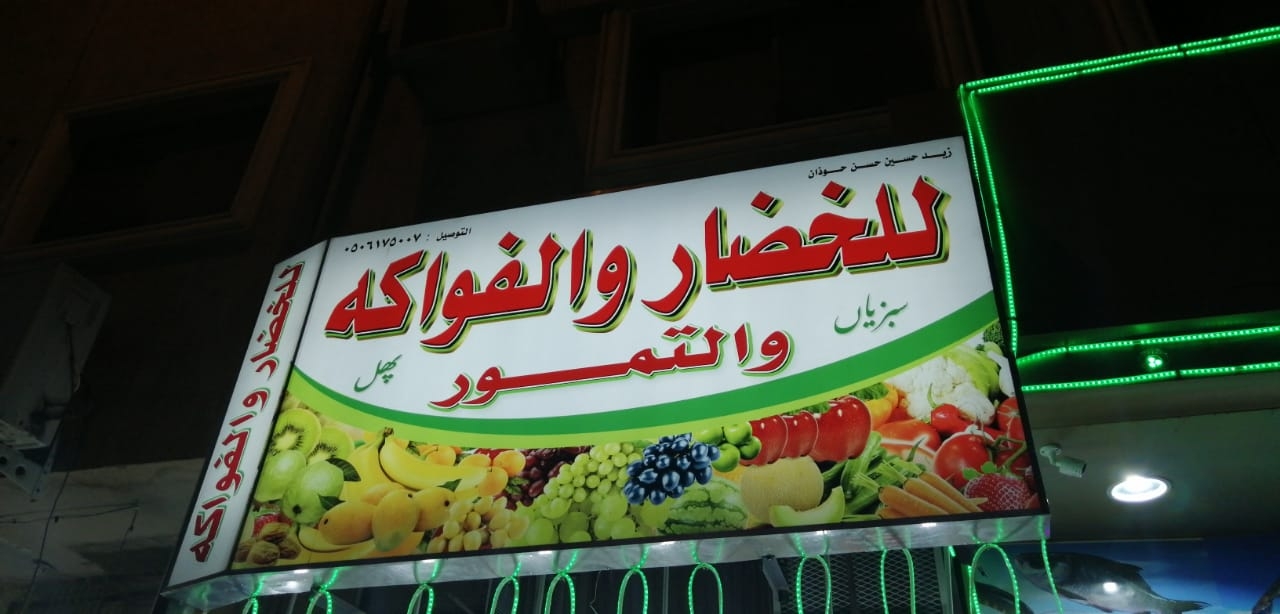 زيد حسين حسن حوذان
التوصيل : ٠٥٠٦١٧٥٠٠٧
للخضار والفواكه
سبزیاں
والتمور
پھل
للخضار والفواكه